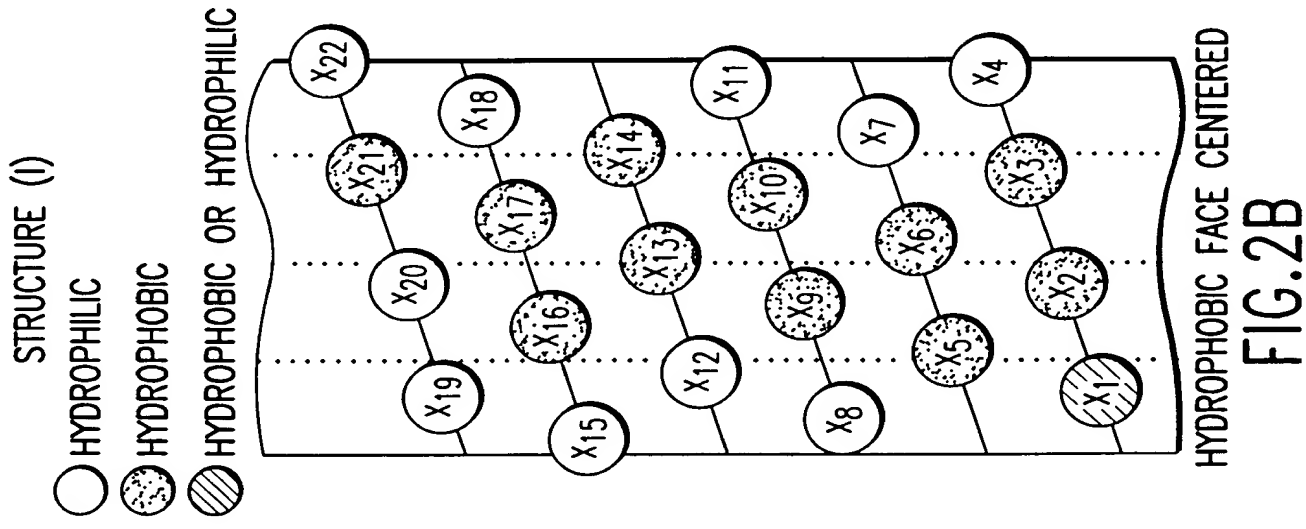 STRUCTURE (I)
HYDROPHILIC
HYDROPHOBIC
HYDROPHOBIC OR HYDROPHILIC
X22
X21
X20
X19
X18
X17
X16
X15
X14
X13
X12
X11
X10
X9
X8
X7
X6
X5
X4
X3
X2
X1
HYDROPHOBIC FACE CENTERED
FIG.2B